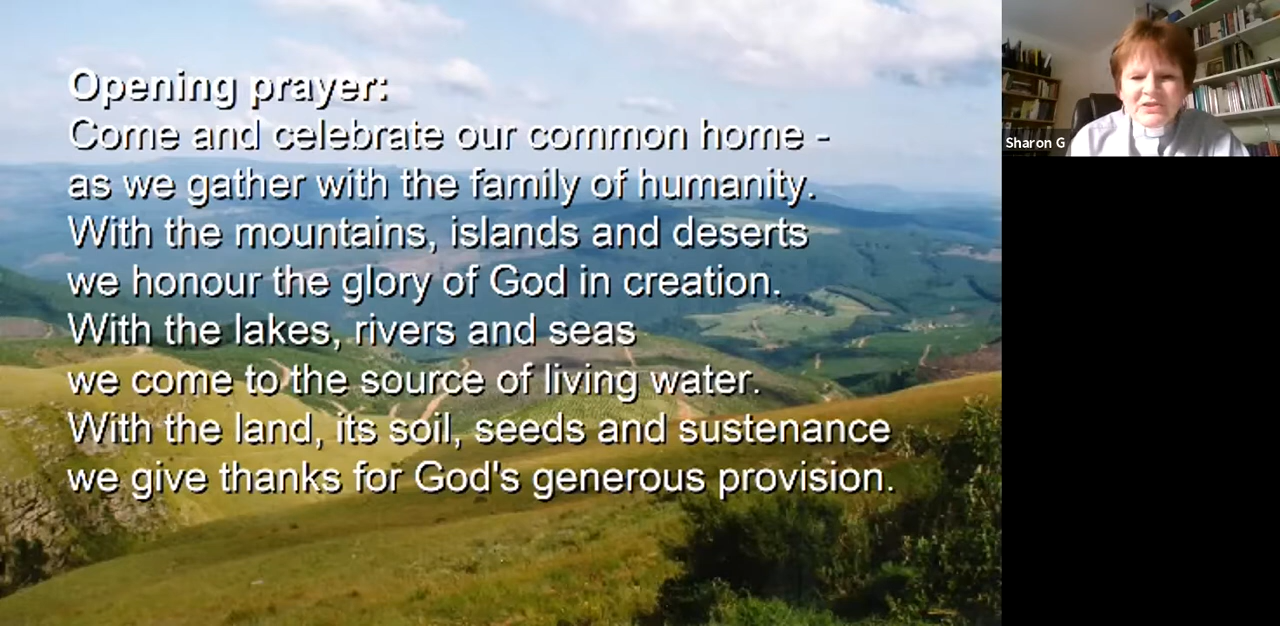 Opening prayer:
Come and celebrate our common home -
as we gather with the family of humanity.
With the mountains, islands and deserts
we honour the glory of God in creation.
With the lakes, rivers and seas
we come to the source of living water.
With the land, its soil, seeds and sustenance
we give thanks for God's generous provision.
Sharon G